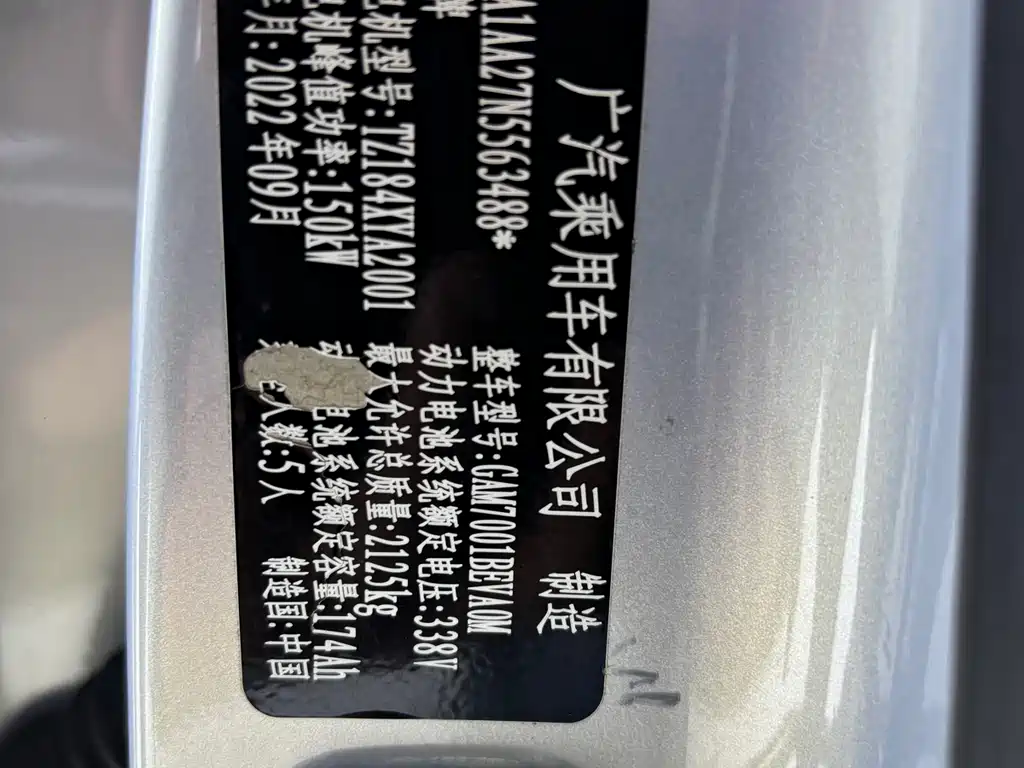 广汽乘用车有限公司 制造
A1AA27N5563488* 整车型号:GAM7001BEVA0M
动力电池系统额定电压:338V
电机型号:TZ184XYA2001 最大允许总质量:2125kg
电机峰值功率:150kW 电池系统额定容量:174Ah
年月:2022年09月 人数:5人 制造国:中国